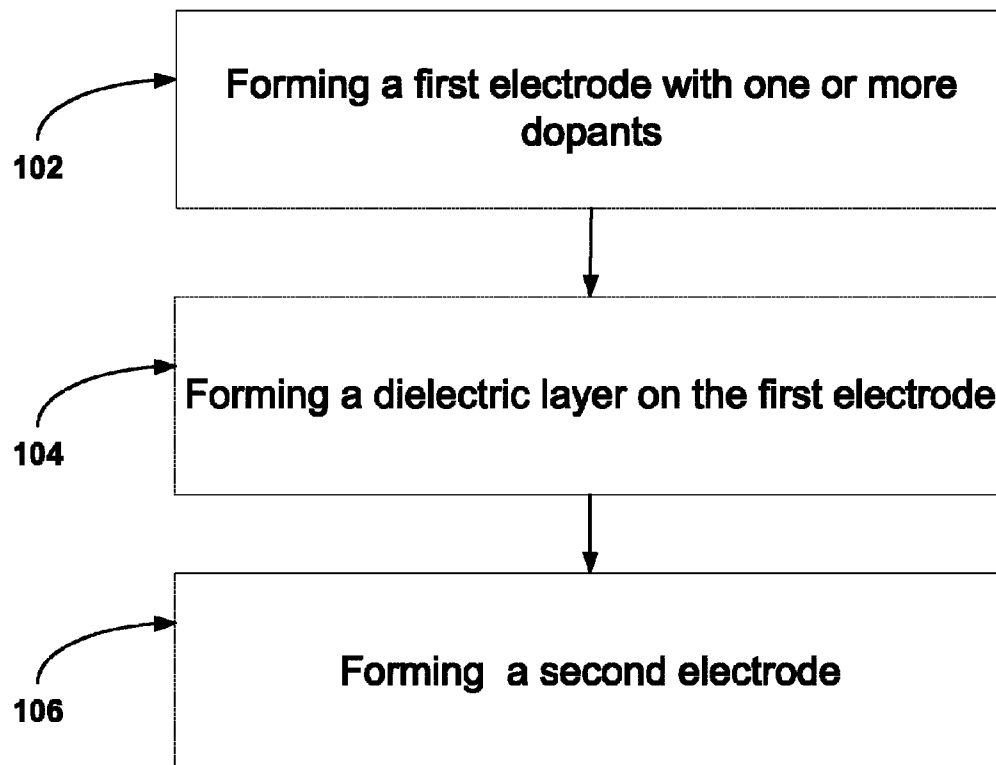 Forming a first electrode with one or more
dopants
102
Forming a dielectric layer on the first electrode
104
Forming a second electrode
106